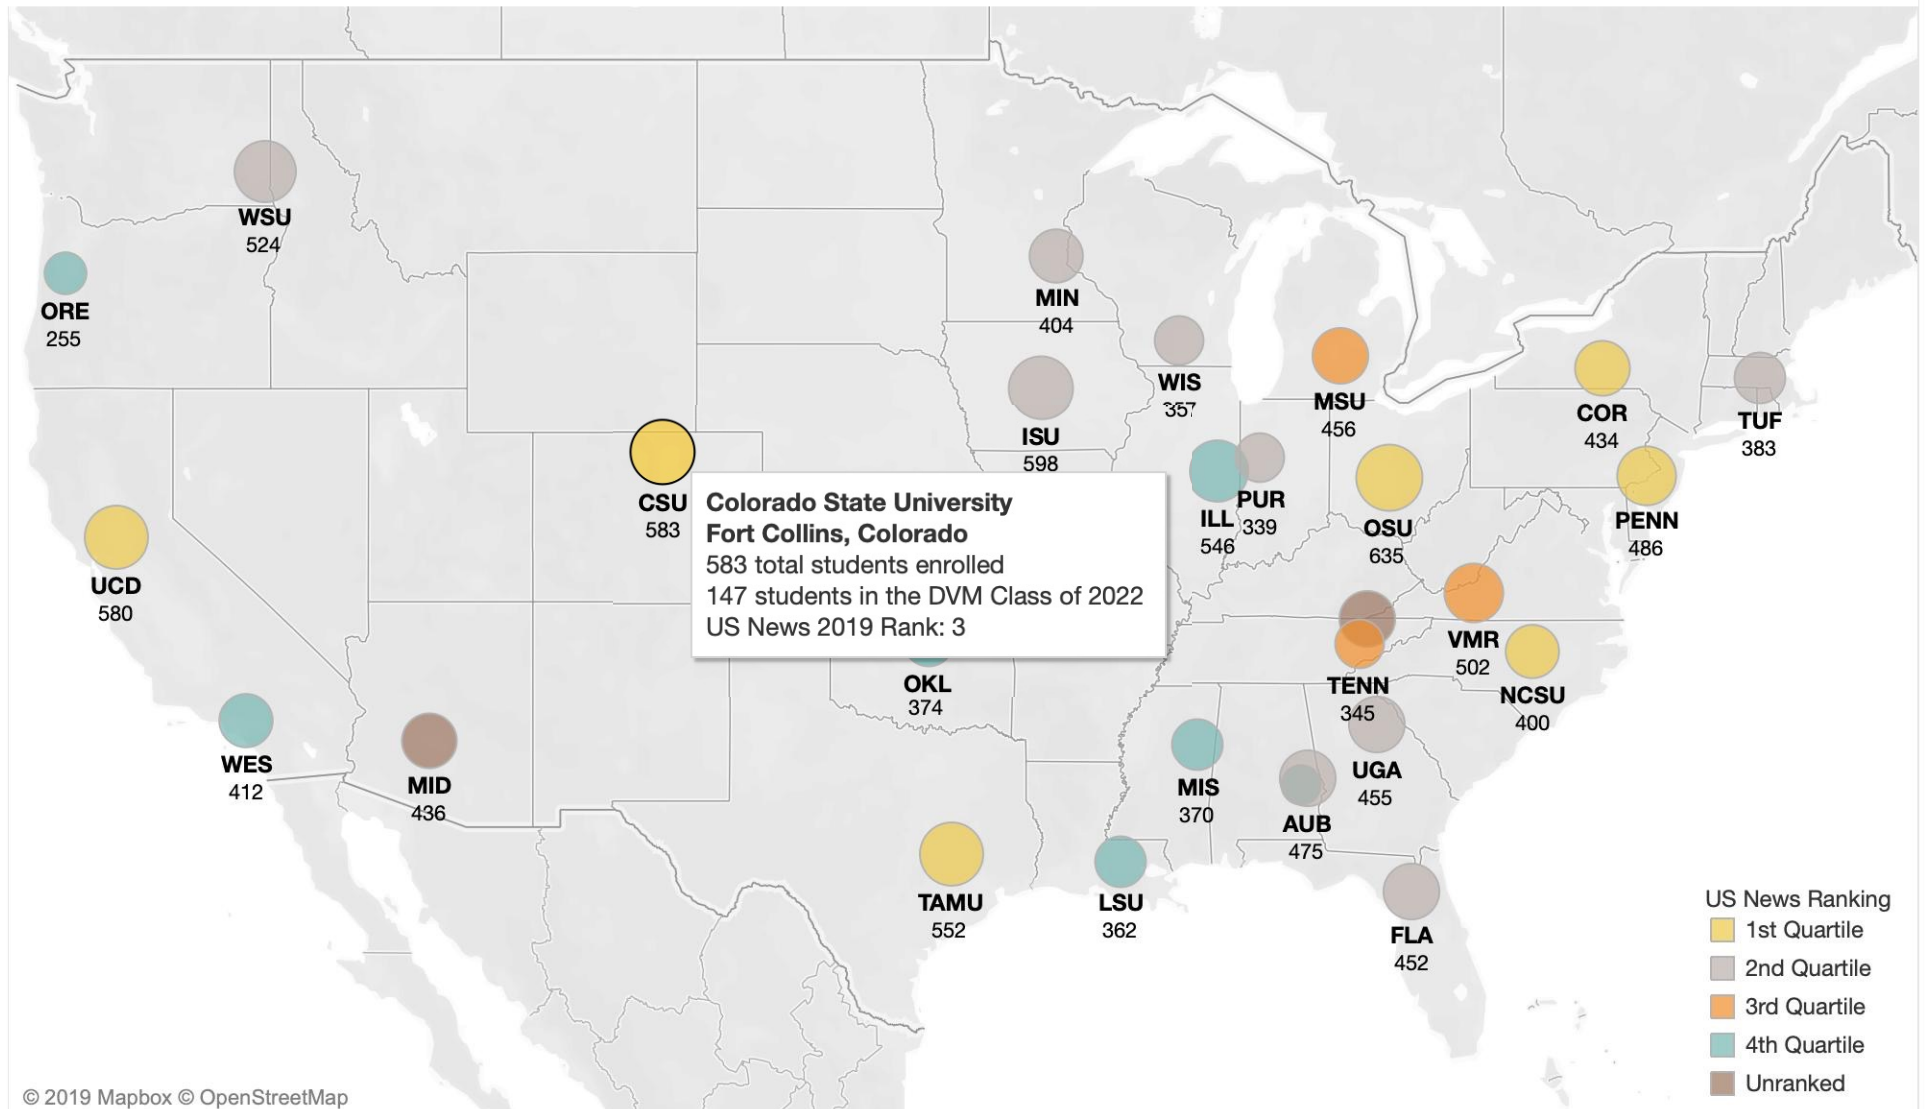 WSU
524
ORE
255
MIN
404
WIS
357
MSU
456
COR
434
TUF
383
ISU
598
CSU
583
Colorado State University
Fort Collins, Colorado
583 total students enrolled
147 students in the DVM Class of 2022
US News 2019 Rank: 3
ILL
546
PUR
339
OSU
635
PENN
486
UCD
580
VMR
502
TENN
345
NCSU
400
OKL
374
WES
412
MID
436
MIS
370
AUB
475
UGA
455
TAMU
552
LSU
362
FLA
452
US News Ranking
1st Quartile
2nd Quartile
3rd Quartile
4th Quartile
Unranked
© 2019 Mapbox © OpenStreetMap